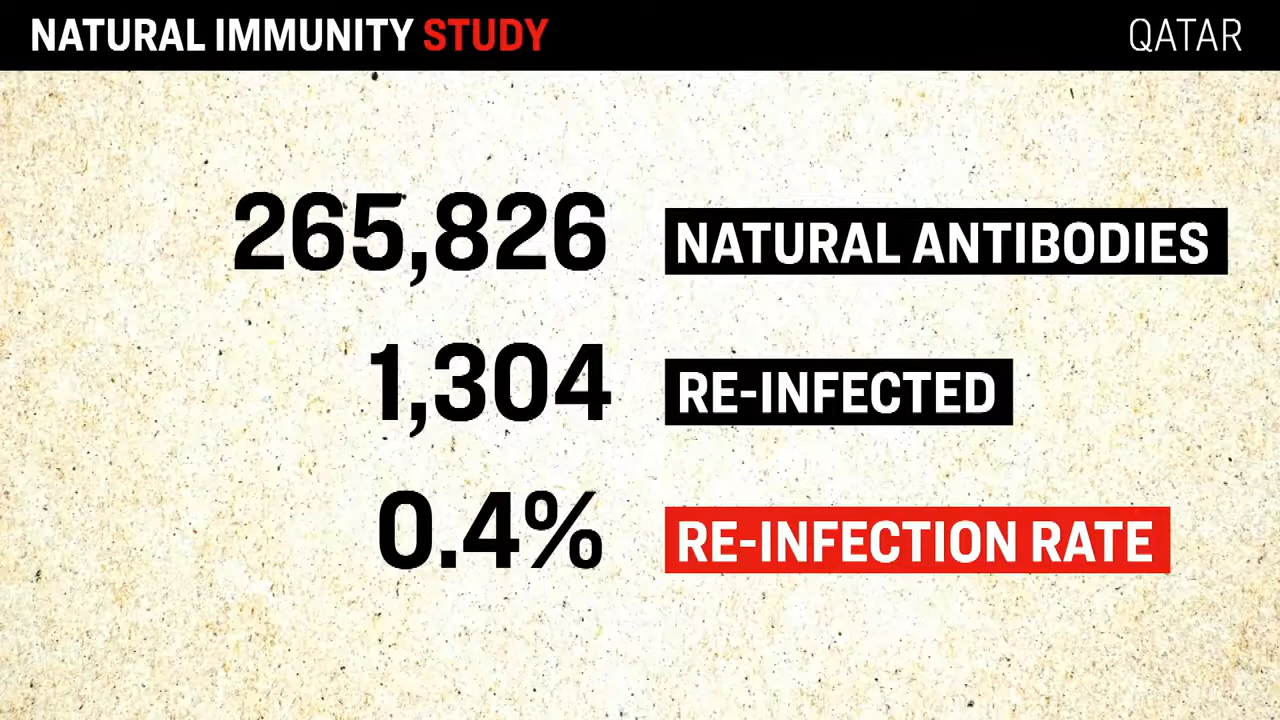 NATURAL IMMUNITY STUDY
QATAR
265,826 NATURAL ANTIBODIES
1,304 RE-INFECTED
0.4% RE-INFECTION RATE